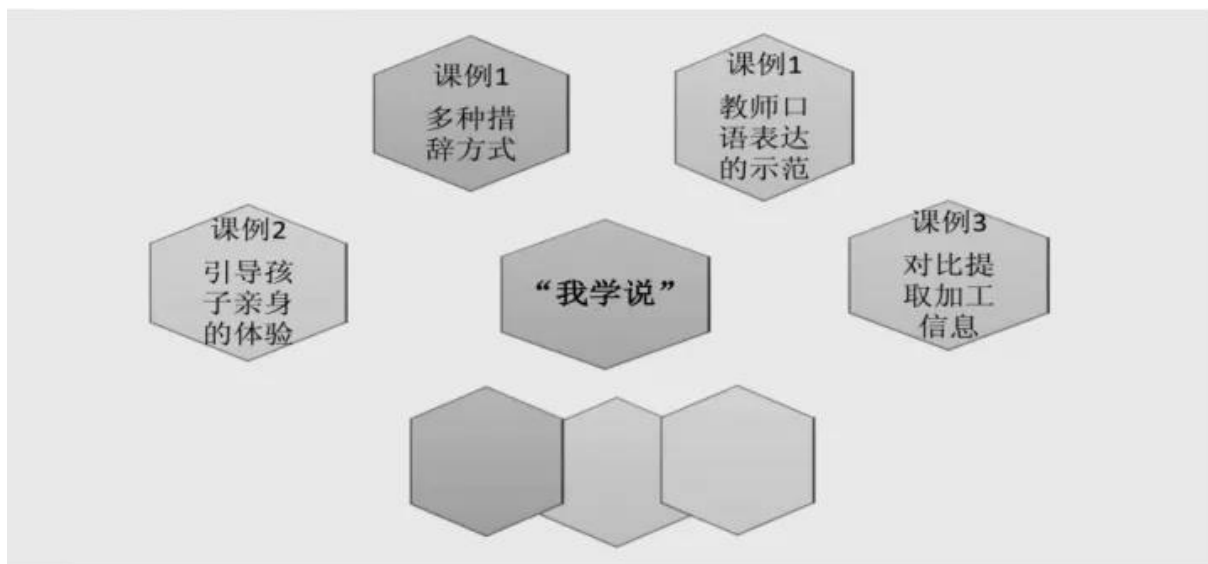 课例1
多种措
辞方式
课例1
教师口
语表达
的示范
课例2
引导孩
子亲身
的体验
“我学说”
课例3
对比提
取加工
信息